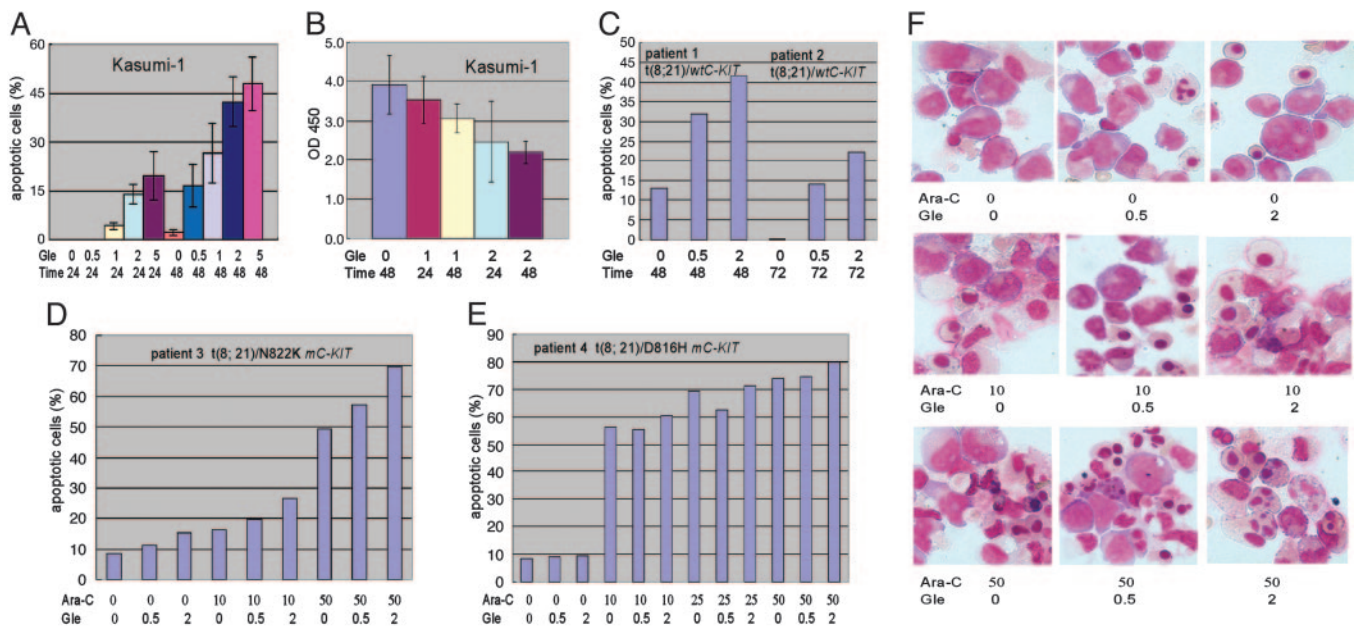 A
apoptotic cells (%)
60
45
30
15
0
Kasumi-1
Gle 0 0.5 1 2 5 0 0.5 1 2 5
Time 24 24 24 24 24 48 48 48 48 48
B
OD 450
5.0
4.0
3.0
2.0
1.0
0.0
Kasumi-1
Gle 0 1 1 2 2
Time 48 24 48 24 48
C
apoptotic cells (%)
50
45
40
35
30
25
20
15
10
5
0
patient 1 patient 2
t(8;21)/wtC-KIT t(8;21)/wtC-KIT
Gle 0 0.5 2 0 0.5 2
Time 48 48 48 72 72 72
D
apoptotic cells (%)
80
70
60
50
40
30
20
10
0
patient 3 t(8; 21)/N822K mC-KIT
Ara-C 0 0 0 10 10 10 50 50 50
Gle 0 0.5 2 0 0.5 2 0 0.5 2
E
apoptotic cells (%)
90
80
70
60
50
40
30
20
10
0
patient 4 t(8; 21)/D816H mC-KIT
Ara-C 0 0 0 10 10 10 25 25 25 50 50 50
Gle 0 0.5 2 0 0.5 2 0 0.5 2 0 0.5 2
F
Ara-C 0 0 0
Gle 0 0.5 2
Ara-C 10 10 10
Gle 0 0.5 2
Ara-C 50 50 50
Gle 0 0.5 2